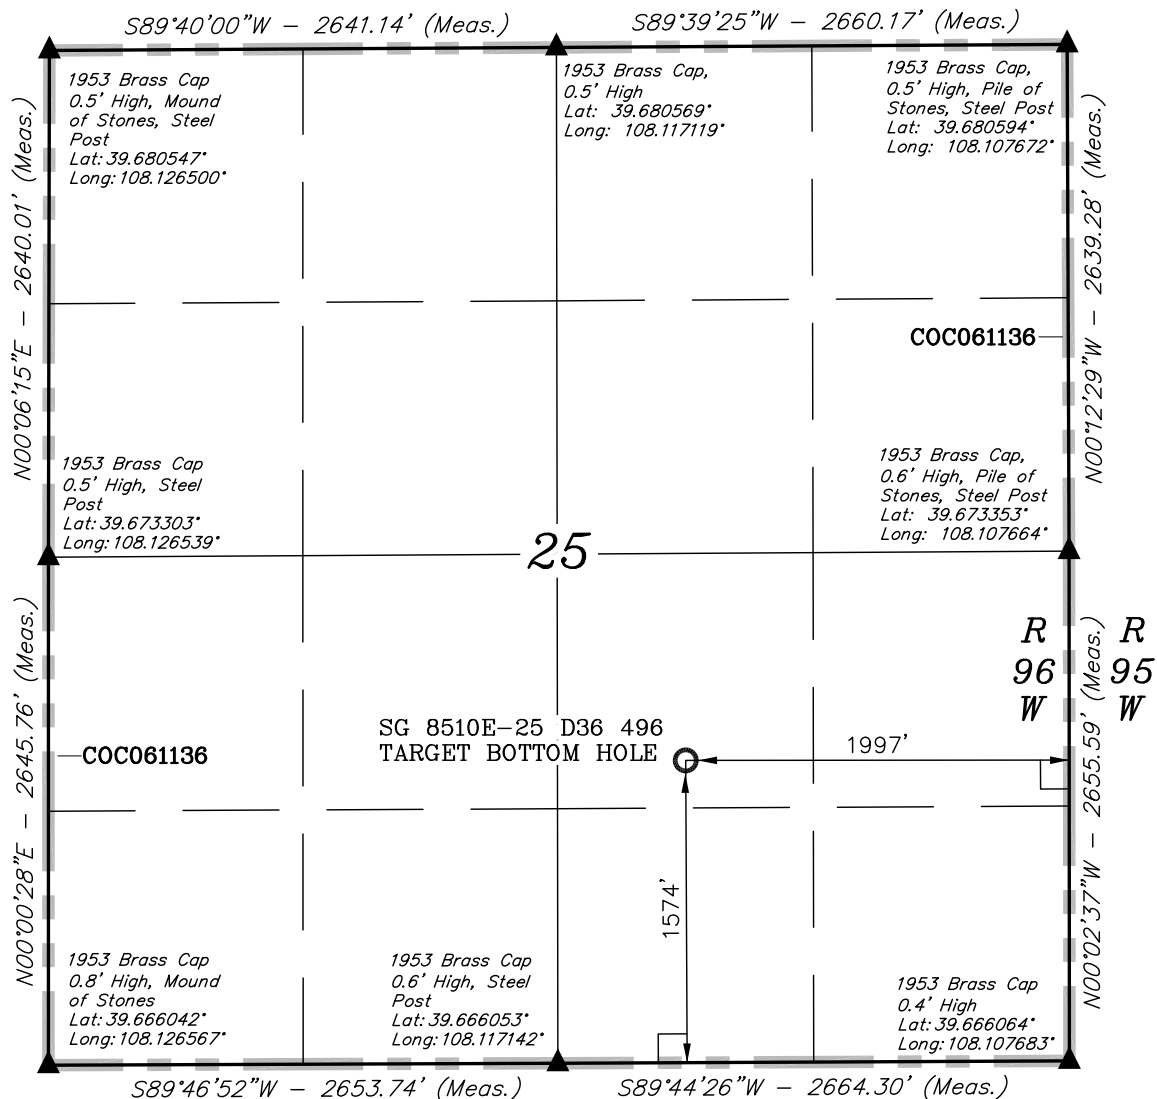 S89°40'00"W - 2641.14' (Meas.)
S89°39'25"W - 2660.17' (Meas.)
1953 Brass Cap
0.5' High, Mound
of Stones, Steel
Post
Lat: 39.680547°
Long: 108.126500°
1953 Brass Cap,
0.5' High
Lat: 39.680569°
Long: 108.117119°
1953 Brass Cap,
0.5' High, Pile of
Stones, Steel Post
Lat: 39.680594°
Long: 108.107672°
N00°06'15"E - 2640.01' (Meas.)
N00°12'29"W - 2639.28' (Meas.)
COC061136
1953 Brass Cap
0.5' High, Steel
Post
Lat: 39.673303°
Long: 108.126539°
1953 Brass Cap,
0.6' High, Pile of
Stones, Steel Post
Lat: 39.673353°
Long: 108.107664°
25
R
96
W
R
95
W
N00°00'28"E - 2645.76' (Meas.)
N00°02'37"W - 2655.59' (Meas.)
COC061136
SG 8510E-25 D36 496
TARGET BOTTOM HOLE
1997'
1574'
1953 Brass Cap
0.8' High, Mound
of Stones
Lat: 39.666042°
Long: 108.126567°
1953 Brass Cap
0.6' High, Steel
Post
Lat: 39.666053°
Long: 108.117142°
1953 Brass Cap
0.4' High
Lat: 39.666064°
Long: 108.107683°
S89°46'52"W - 2653.74' (Meas.)
S89°44'26"W - 2664.30' (Meas.)